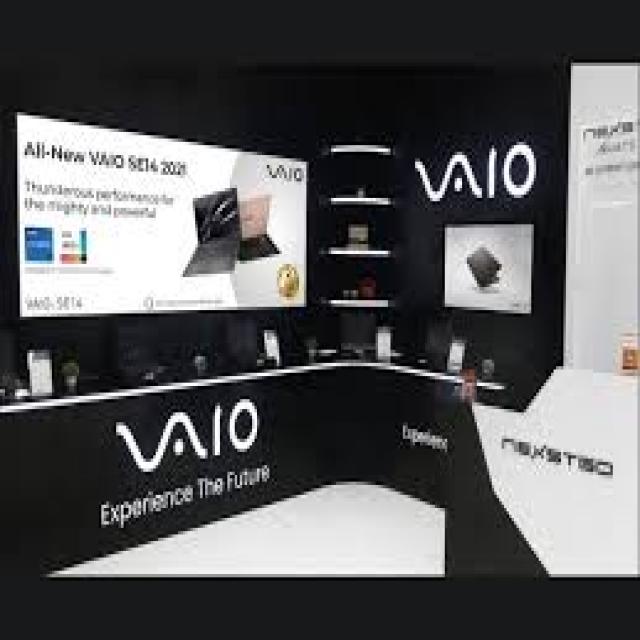 All-New VAIO SE14 2021
VAIO
Thunderous performance for
the mighty and powerful
VAIO SE14
VAIO
VAIO
Experience The Future
Experience
NEXSTGO